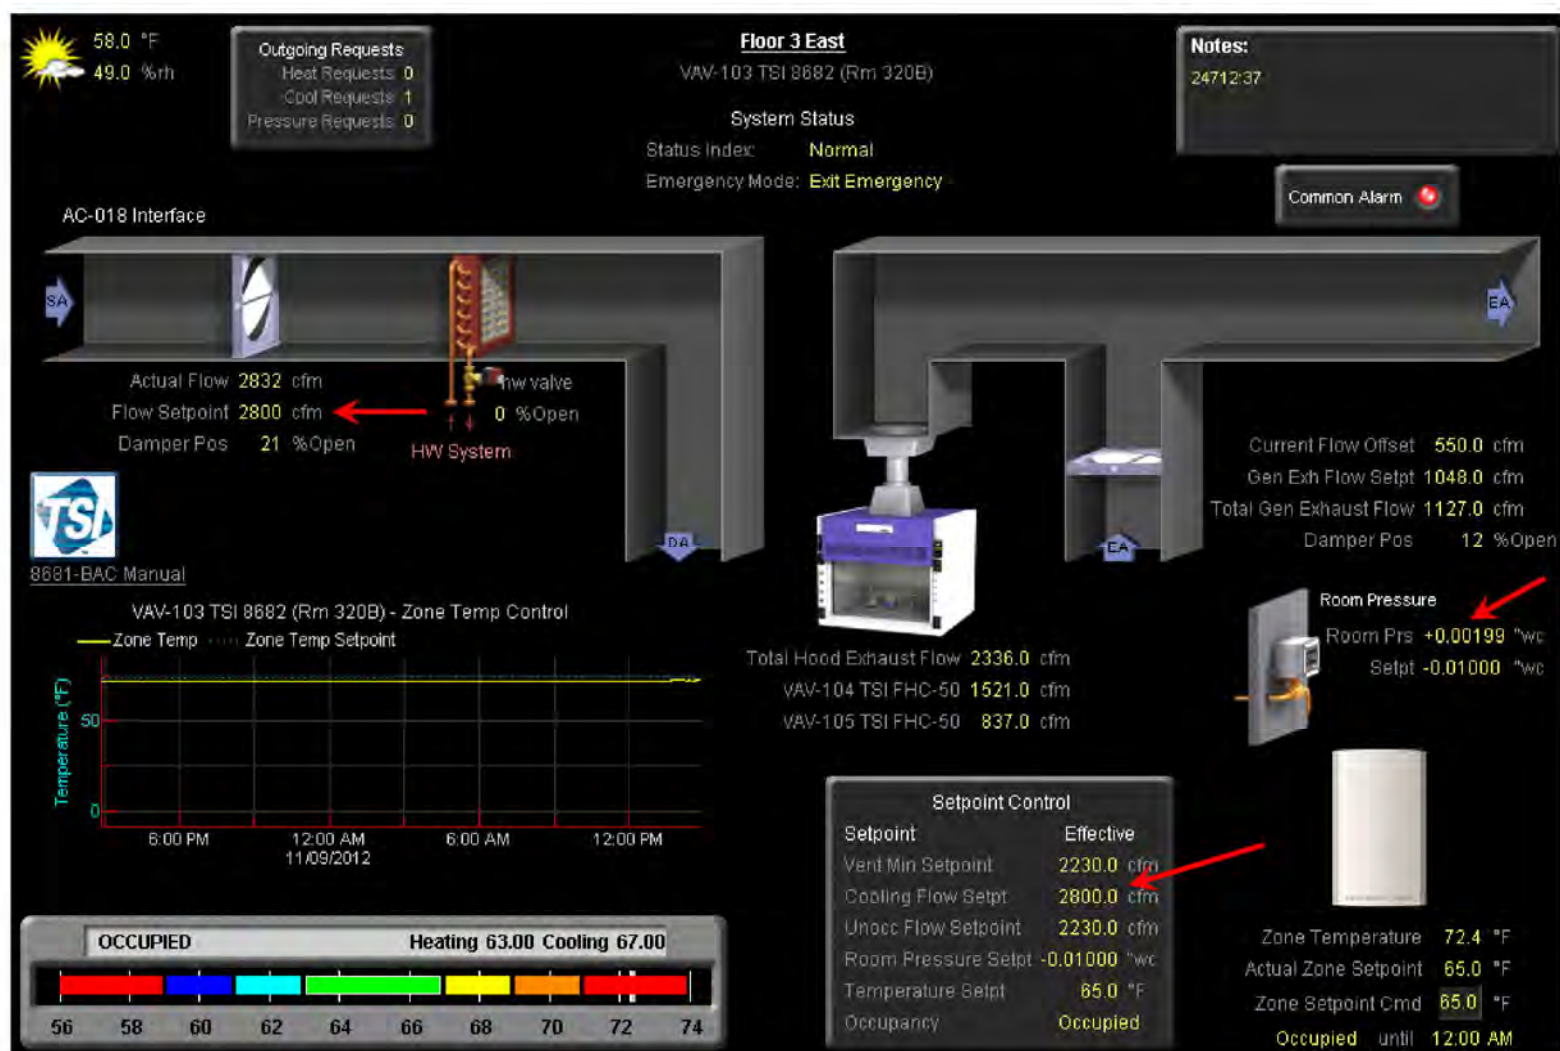 58.0 °F
49.0 %rh
Outgoing Requests
Heat Requests 0
Cool Requests 1
Pressure Requests 0
Floor 3 East
VAV-103 TSI 8682 (Rm 320B)
System Status
Status Index: Normal
Emergency Mode: Exit Emergency
Notes:
24712:37
Common Alarm
AC-018 Interface
SA
EA
Actual Flow 2832 cfm
Flow Setpoint 2800 cfm
Damper Pos 21 %Open
hw valve
0 %Open
HW System
DA
EA
Current Flow Offset 550.0 cfm
Gen Exh Flow Setpt 1048.0 cfm
Total Gen Exhaust Flow 1127.0 cfm
Damper Pos 12 %Open
TSI
8681-BAC Manual
Room Pressure
Room Prs +0.00199 "wc
Setpt -0.01000 "wc
VAV-103 TSI 8682 (Rm 320B) - Zone Temp Control
Zone Temp Zone Temp Setpoint
Temperature (°F)
50
0
6:00 PM 12:00 AM 6:00 AM 12:00 PM
11/09/2012
Total Hood Exhaust Flow 2336.0 cfm
VAV-104 TSI FHC-50 1521.0 cfm
VAV-105 TSI FHC-50 837.0 cfm
Setpoint Control
Setpoint Effective
Vent Min Setpoint 2230.0 cfm
Cooling Flow Setpt 2800.0 cfm
Unocc Flow Setpoint 2230.0 cfm
Room Pressure Setpt -0.01000 "wc
Temperature Setpt 65.0 °F
Occupancy Occupied
OCCUPIED Heating 63.00 Cooling 67.00
56 58 60 62 64 66 68 70 72 74
Zone Temperature 72.4 °F
Actual Zone Setpoint 65.0 °F
Zone Setpoint Cmd 65.0 °F
Occupied until 12:00 AM